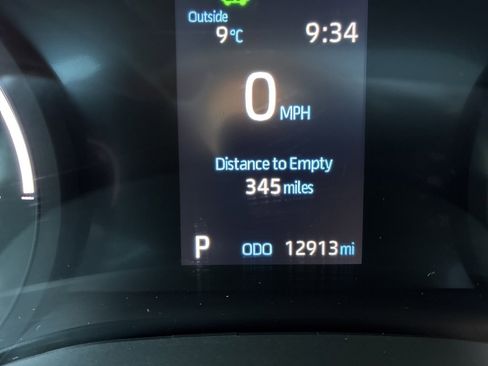 Outside
9°C 9:34
0 MPH
Distance to Empty
345 miles
P ODO 12913 mi